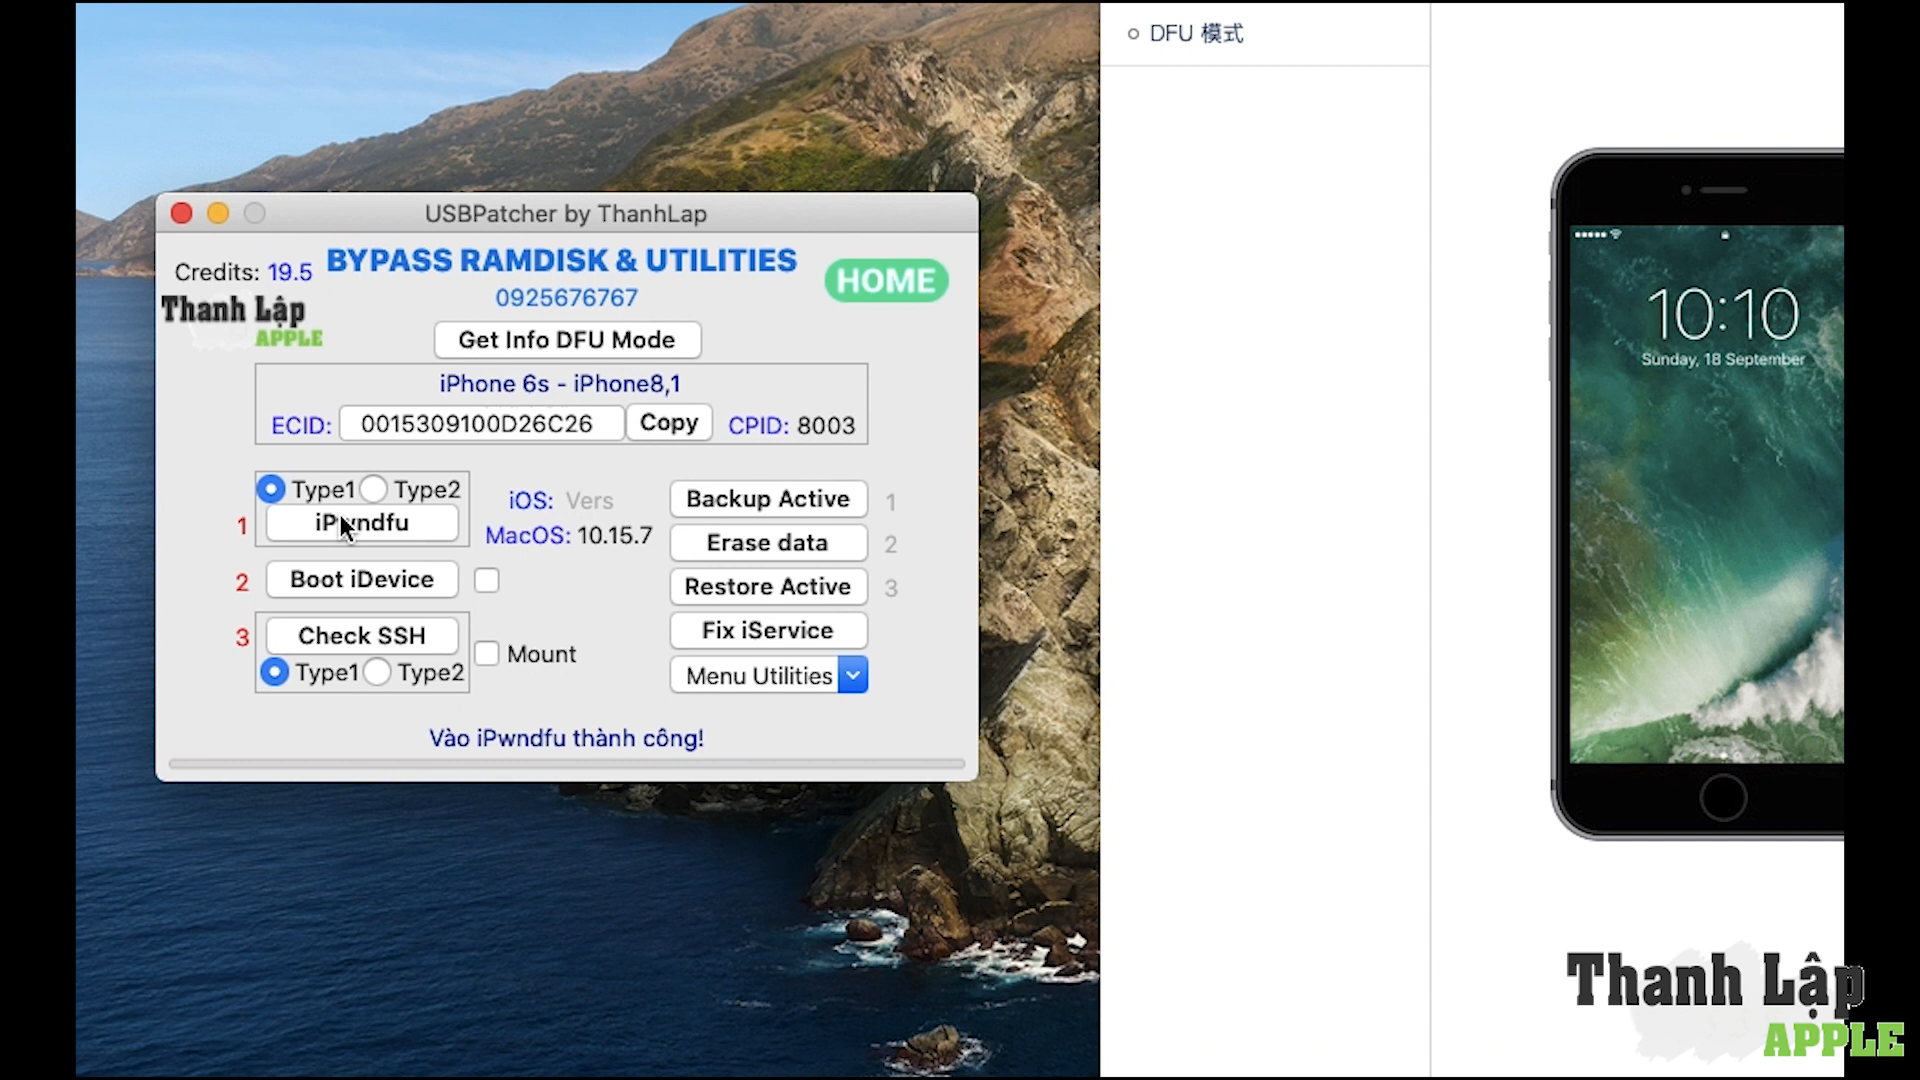 DFU 模式
USBPatcher by ThanhLap
Credits: 19.5
BYPASS RAMDISK & UTILITIES
0925676767
HOME
Thanh Lập
APPLE
Get Info DFU Mode
iPhone 6s - iPhone8,1
ECID: 0015309100D26C26 Copy CPID: 8003
Type1 Type2
1 iPwndfu
iOS: Vers
MacOS: 10.15.7
2 Boot iDevice
3 Check SSH
Type1 Type2
Mount
Backup Active 1
Erase data 2
Restore Active 3
Fix iService
Menu Utilities
Vào iPwndfu thành công!
10:10
Sunday, 18 September
Thanh Lập
APPLE